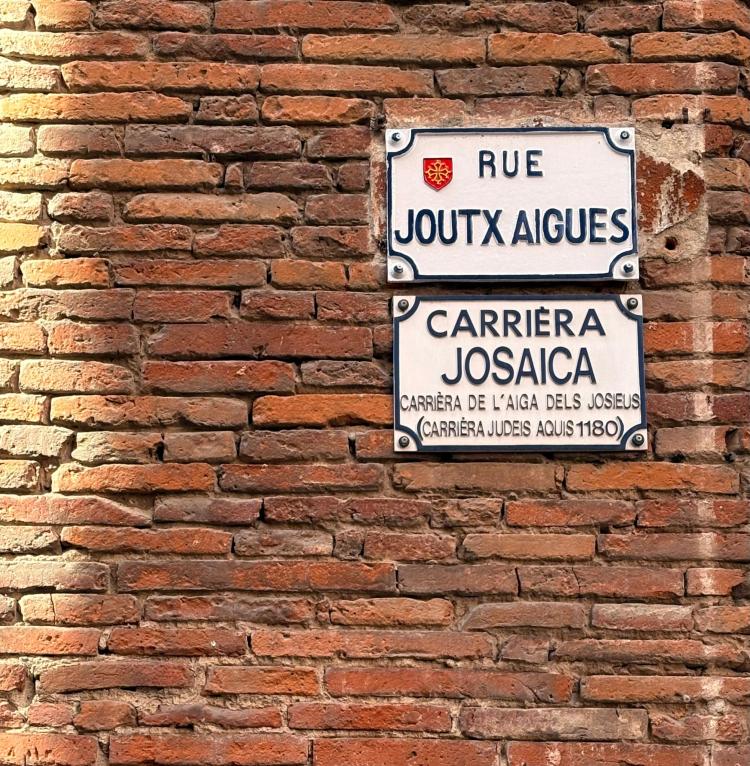 RUE
JOUTX AIGUES
CARRIÈRA
JOSAICA
CARRIÈRA DE L'AIGA DELS JOSIEUS
(CARRIÈRA JUDEIS AQUIS 1180)